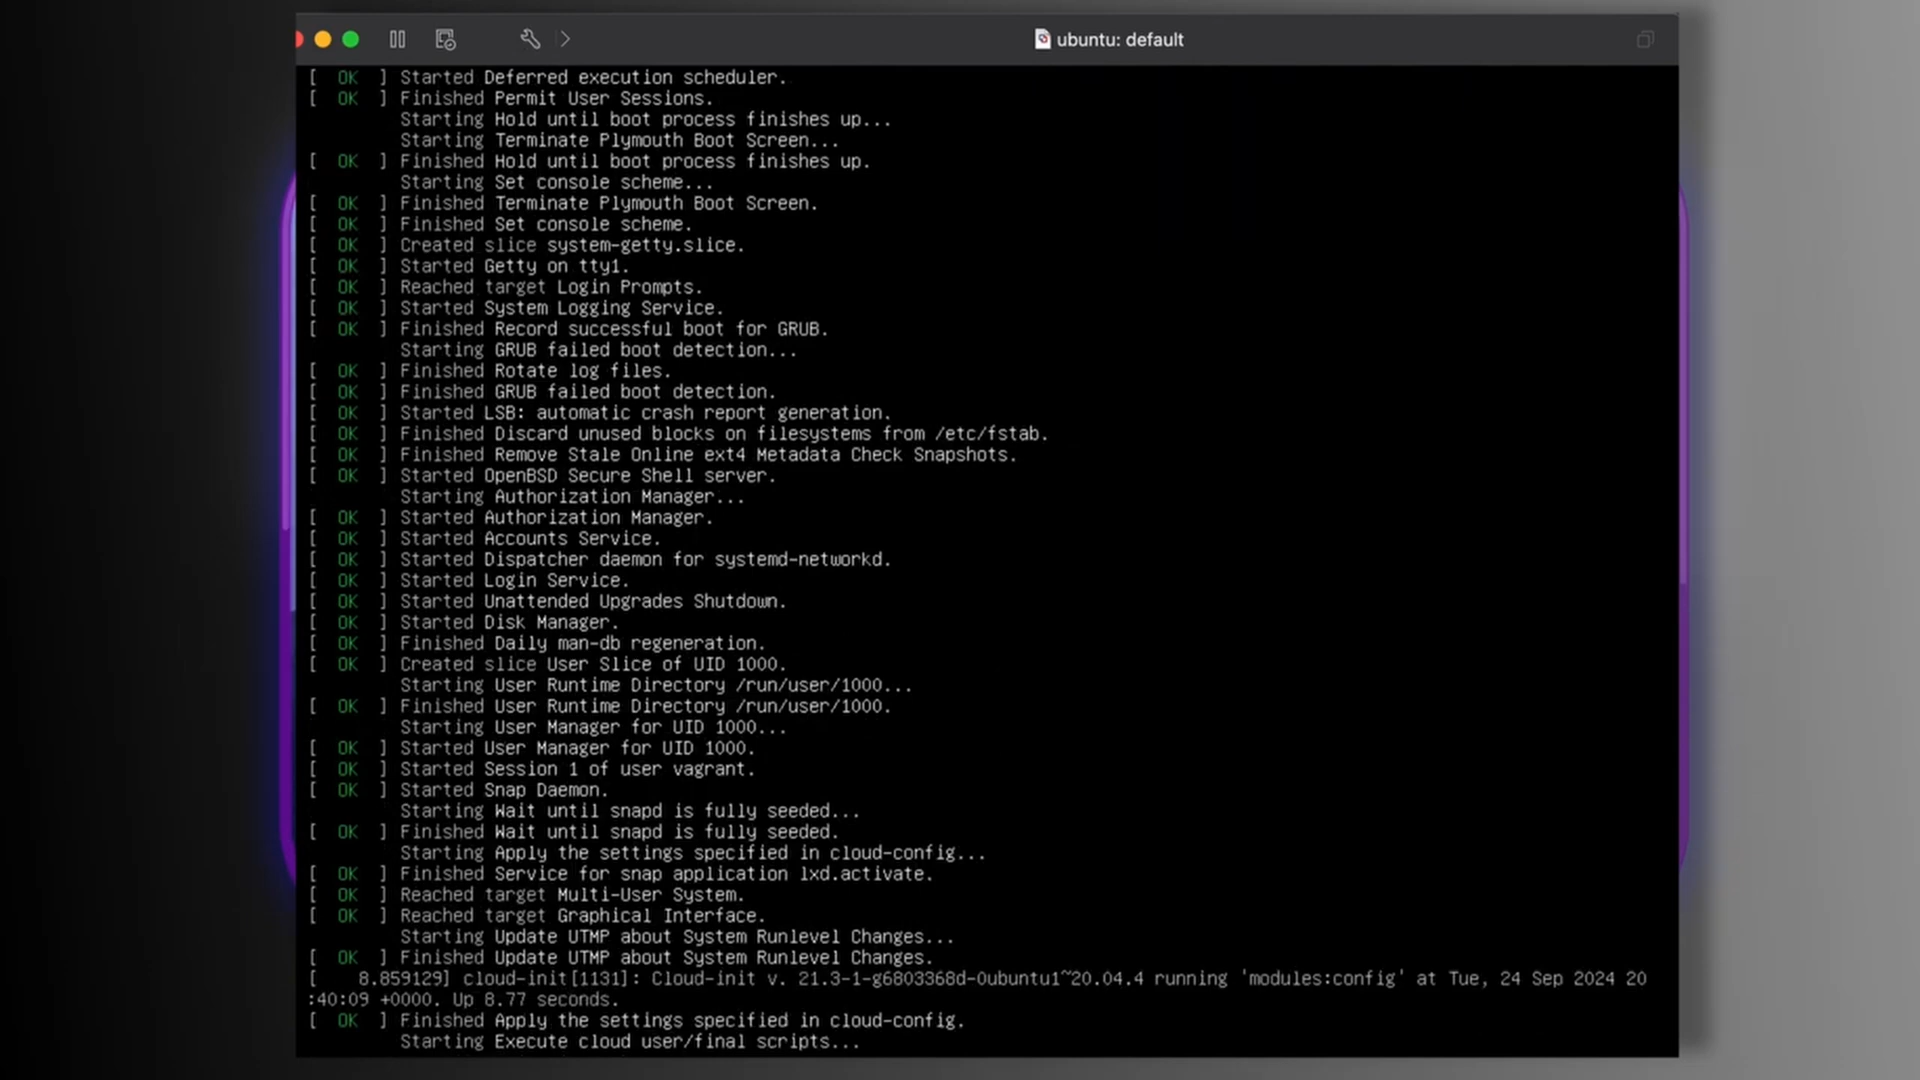 ubuntu: default
[  OK  ] Started Deferred execution scheduler.
[  OK  ] Finished Permit User Sessions.
Starting Hold until boot process finishes up...
Starting Terminate Plymouth Boot Screen...
[  OK  ] Finished Hold until boot process finishes up.
Starting Set console scheme...
[  OK  ] Finished Terminate Plymouth Boot Screen.
[  OK  ] Finished Set console scheme.
[  OK  ] Created slice system-getty.slice.
[  OK  ] Started Getty on tty1.
[  OK  ] Reached target Login Prompts.
[  OK  ] Started System Logging Service.
[  OK  ] Finished Record successful boot for GRUB.
Starting GRUB failed boot detection...
[  OK  ] Finished Rotate log files.
[  OK  ] Finished GRUB failed boot detection.
[  OK  ] Started LSB: automatic crash report generation.
[  OK  ] Finished Discard unused blocks on filesystems from /etc/fstab.
[  OK  ] Finished Remove Stale Online ext4 Metadata Check Snapshots.
[  OK  ] Started OpenBSD Secure Shell server.
Starting Authorization Manager...
[  OK  ] Started Authorization Manager.
[  OK  ] Started Accounts Service.
[  OK  ] Started Dispatcher daemon for systemd-networkd.
[  OK  ] Started Login Service.
[  OK  ] Started Unattended Upgrades Shutdown.
[  OK  ] Started Disk Manager.
[  OK  ] Finished Daily man-db regeneration.
[  OK  ] Created slice User Slice of UID 1000.
Starting User Runtime Directory /run/user/1000...
[  OK  ] Finished User Runtime Directory /run/user/1000.
Starting User Manager for UID 1000...
[  OK  ] Started User Manager for UID 1000.
[  OK  ] Started Session 1 of user vagrant.
[  OK  ] Started Snap Daemon.
Starting Wait until snapd is fully seeded...
[  OK  ] Finished Wait until snapd is fully seeded.
Starting Apply the settings specified in cloud-config...
[  OK  ] Finished Service for snap application lxd.activate.
[  OK  ] Reached target Multi-User System.
[  OK  ] Reached target Graphical Interface.
Starting Update UTMP about System Runlevel Changes...
[  OK  ] Finished Update UTMP about System Runlevel Changes.
[    8.859129] cloud-init[1131]: Cloud-init v. 21.3-1-g6803368d-0ubuntu1~20.04.4 running 'modules:config' at Tue, 24 Sep 2024 20
:40:09 +0000. Up 8.77 seconds.
[  OK  ] Finished Apply the settings specified in cloud-config.
Starting Execute cloud user/final scripts...